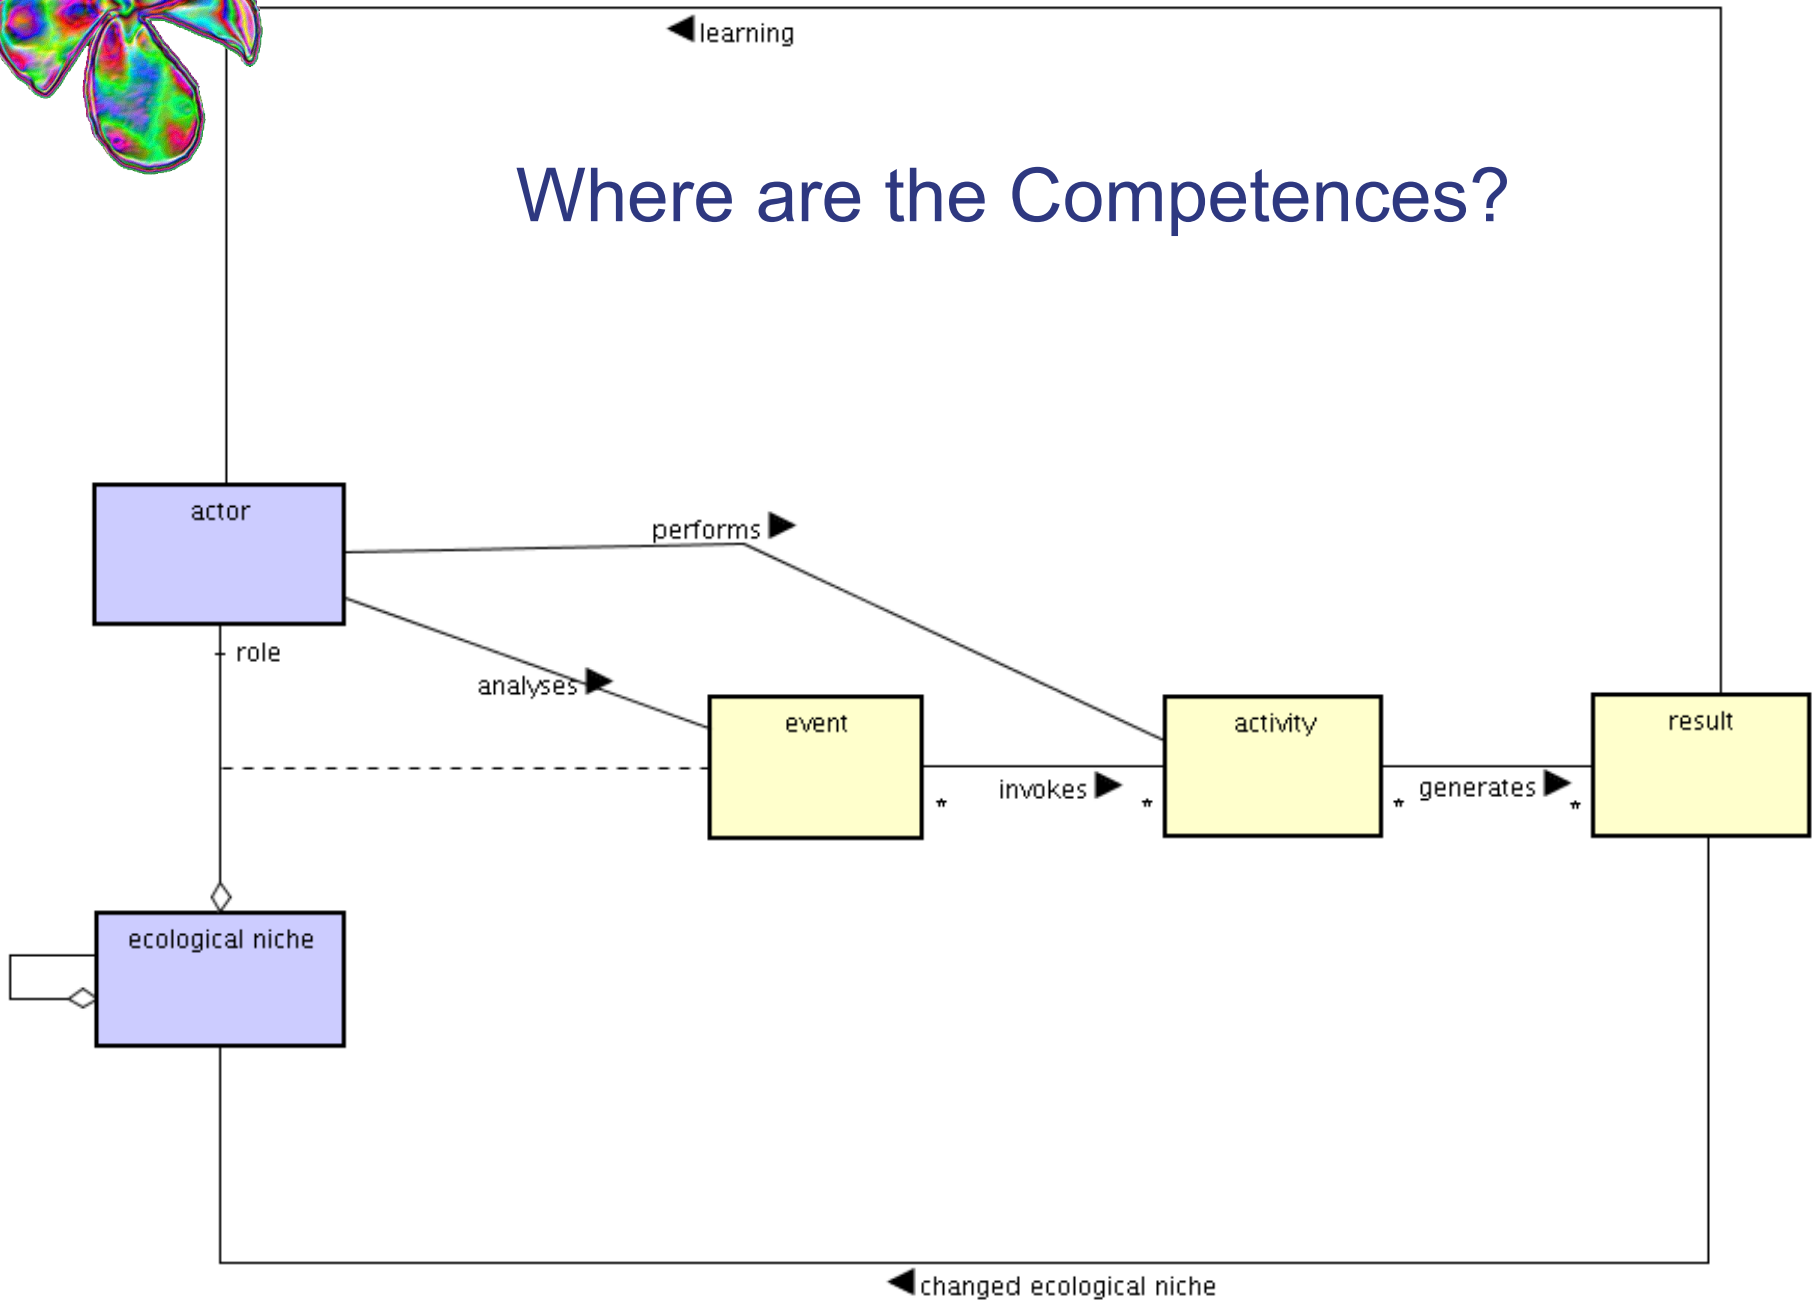 learning
Where are the Competences?
actor
performs
role
analyses
event
activity
result
invokes
generates
*
*
*
*
ecological niche
changed ecological niche